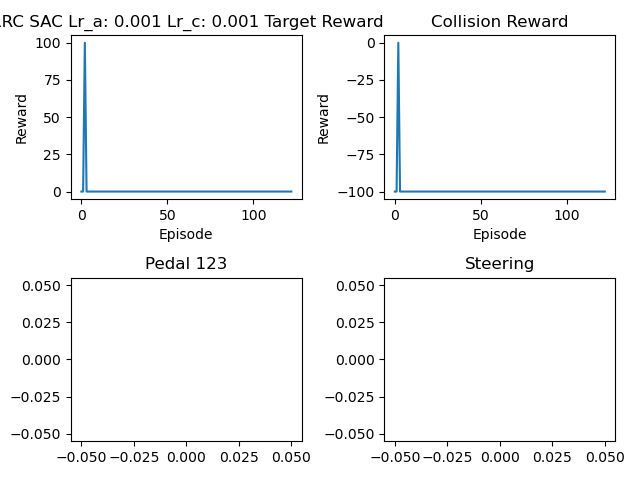 RC SAC Lr_a: 0.001 Lr_c: 0.001 Target Reward
Collision Reward
100
75
50
25
0
Reward
0 50 100
Episode
0
−25
−50
−75
−100
Reward
0 50 100
Episode
Pedal 123
Steering
0.050
0.025
0.000
−0.025
−0.050
−0.050 −0.025 0.000 0.025 0.050
0.050
0.025
0.000
−0.025
−0.050
−0.050 −0.025 0.000 0.025 0.050